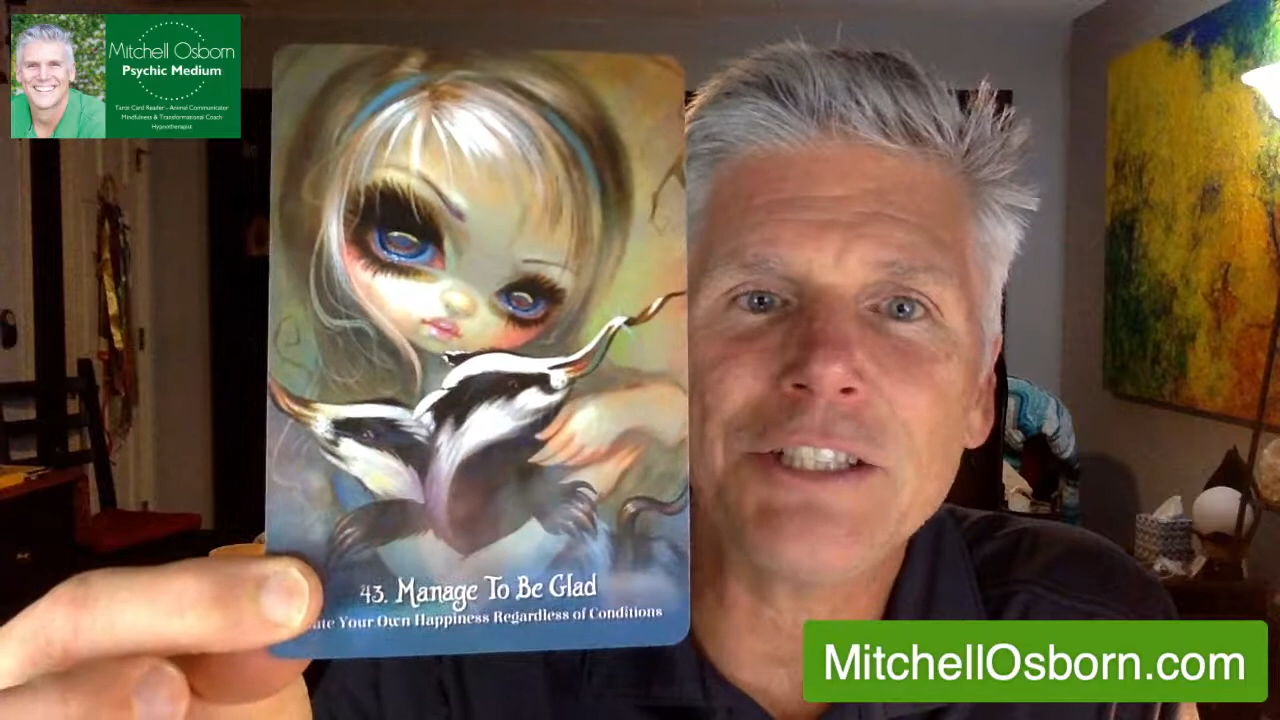 Mitchell Osborn
Psychic Medium
Tarot Card Reader - Animal Communicator
Mindfulness & Transformational Coach
Hypnotherapist
43. Manage To Be Glad
Your Own Happiness Regardless of Conditions
MitchellOsborn.com